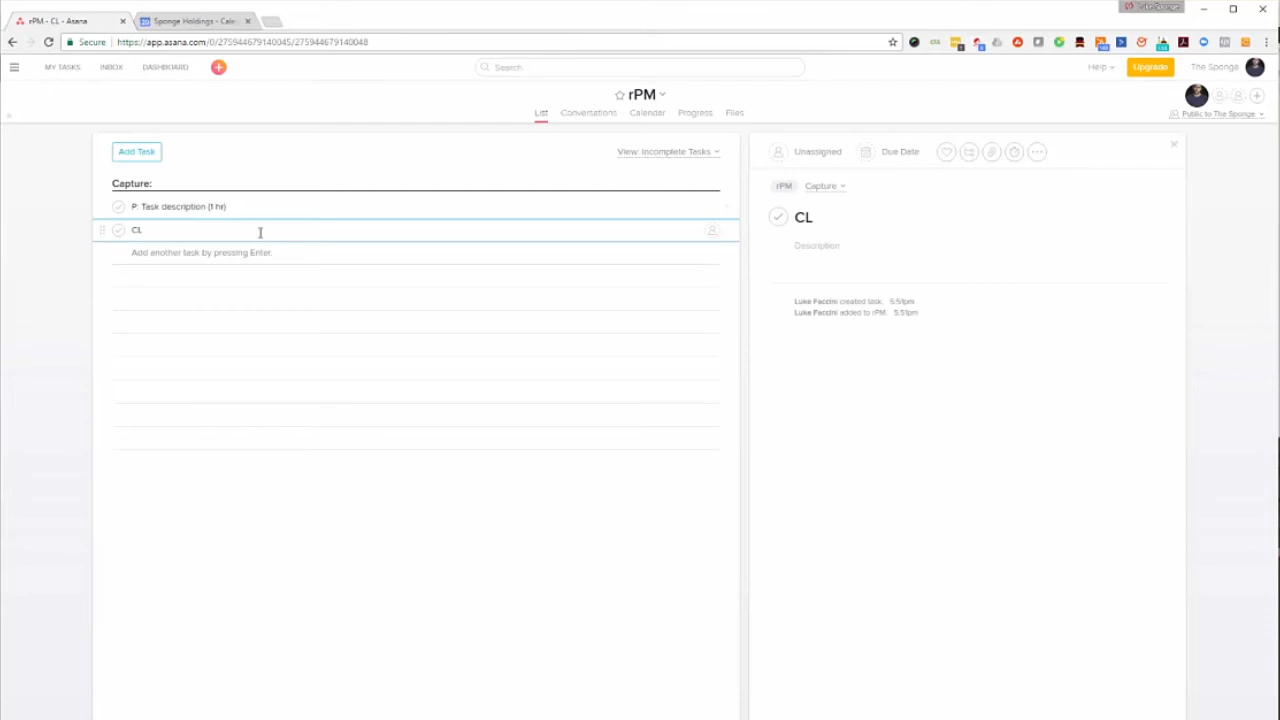 rPM - CL - Asana
Sponge Holdings - Cale
Luke Sponge
Secure
https://app.asana.com/0/275944679140045/275944679140048
MY TASKS
INBOX
DASHBOARD
Search
Help
Upgrade
The Sponge
rPM
List
Conversations
Calendar
Progress
Files
Public to The Sponge
Add Task
View: Incomplete Tasks
Unassigned
Due Date
Capture:
rPM
Capture
P: Task description (1 hr)
CL
CL
Description
Add another task by pressing Enter.
Luke Faccini created task. 5:51pm
Luke Faccini added to rPM. 5:51pm